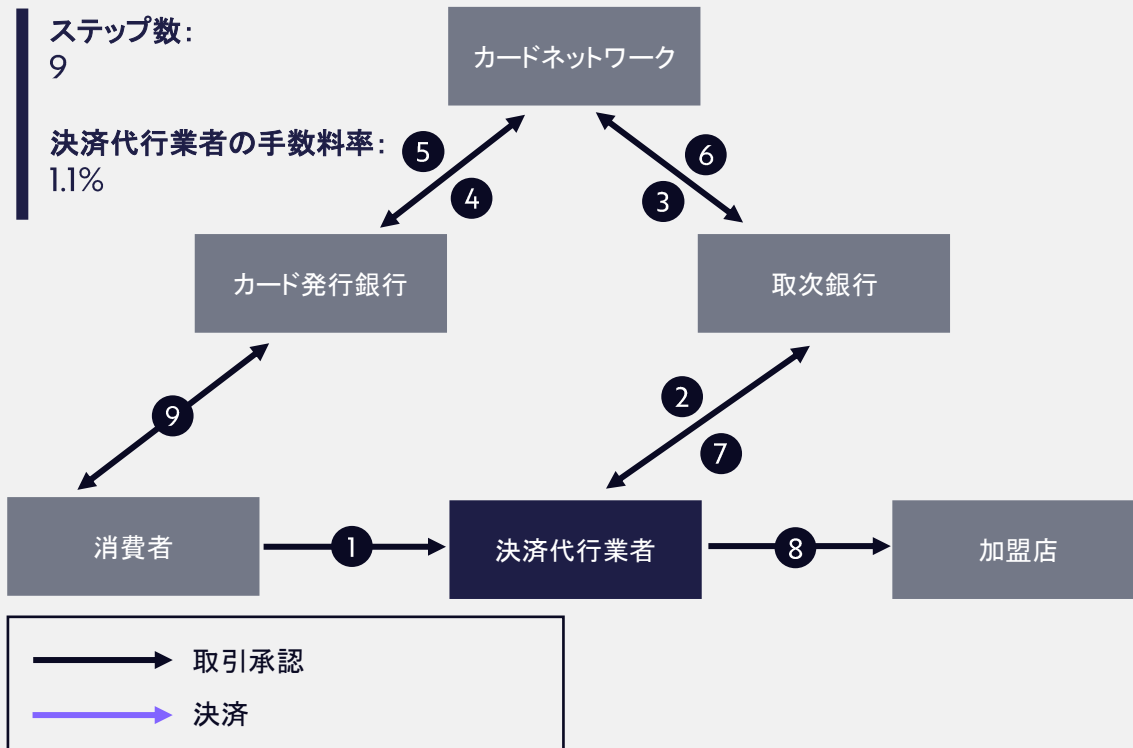 ステップ数:
9
決済代行業者の手数料率:
1.1%
カードネットワーク
5
6
4
3
カード発行銀行
取次銀行
2
9
7
消費者
1
決済代行業者
8
加盟店
取引承認
決済